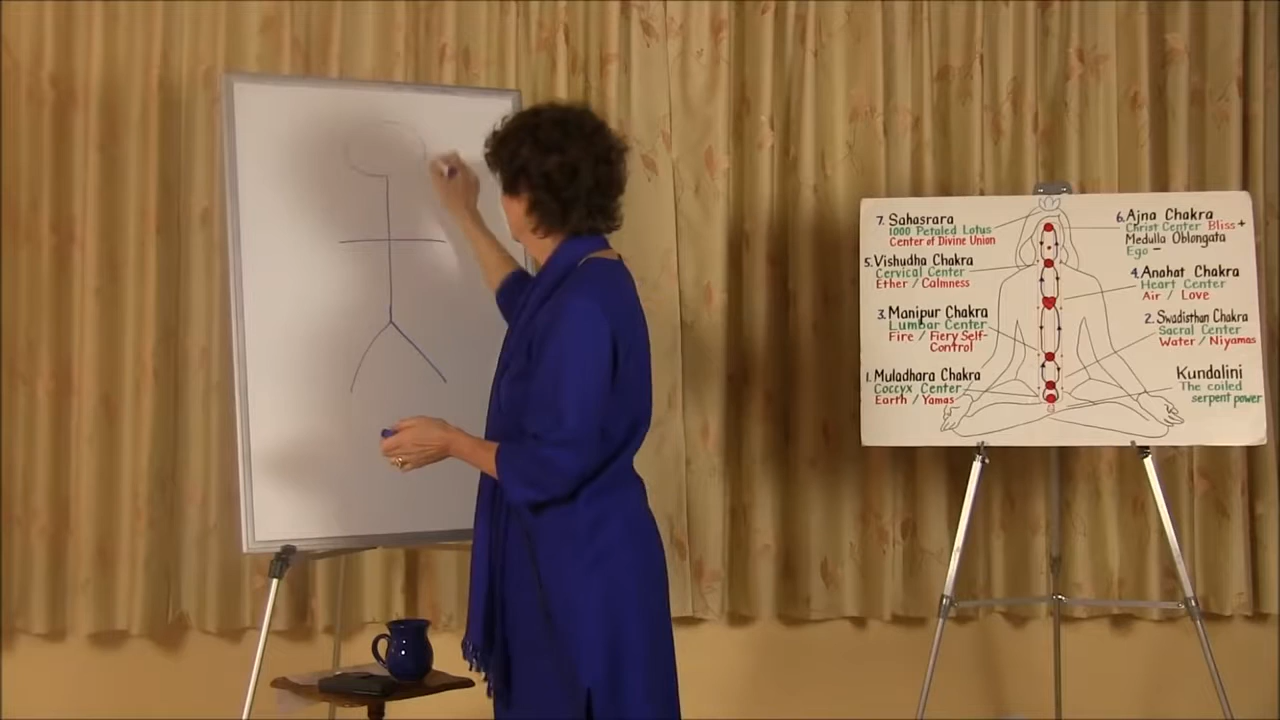 7. Sahasrara
1000 Petaled Lotus
Center of Divine Union
5. Vishudha Chakra
Cervical Center
Ether / Calmness
3. Manipur Chakra
Lumbar Center
Fire / Fiery Self-
Control
1. Muladhara Chakra
Coccyx Center
Earth / Yamas
6. Ajna Chakra
Christ Center Bliss +
Medulla Oblongata
Ego -
4. Anahat Chakra
Heart Center
Air / Love
2. Swadisthan Chakra
Sacral Center
Water / Niyamas
Kundalini
The coiled
serpent power